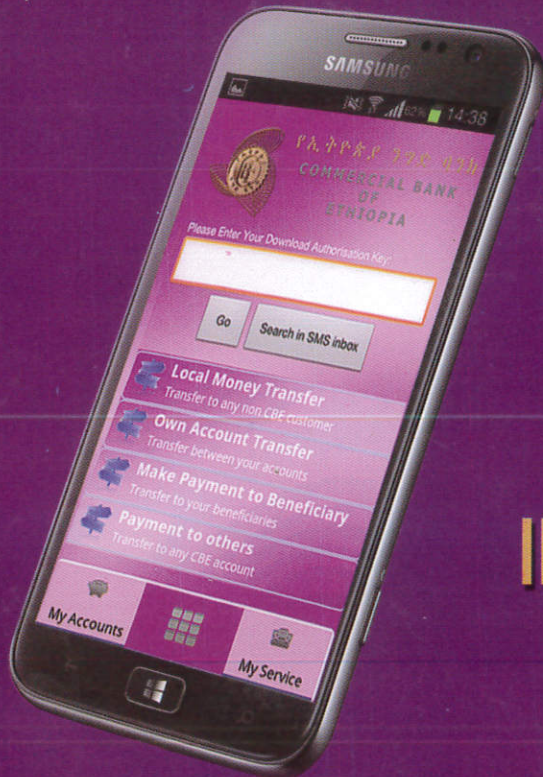 SAMSUNG
62% 14:38
የኢትዮጵያ ንግድ ባንክ
COMMERCIAL BANK
OF
ETHIOPIA
Please Enter Your Download Authorisation Key:
Go
Search in SMS inbox
Local Money Transfer
Transfer to any non CBE customer
Own Account Transfer
Transfer between your accounts
Make Payment to Beneficiary
Transfer to your beneficiaries
Payment to others
Transfer to any CBE account
My Accounts
My Service